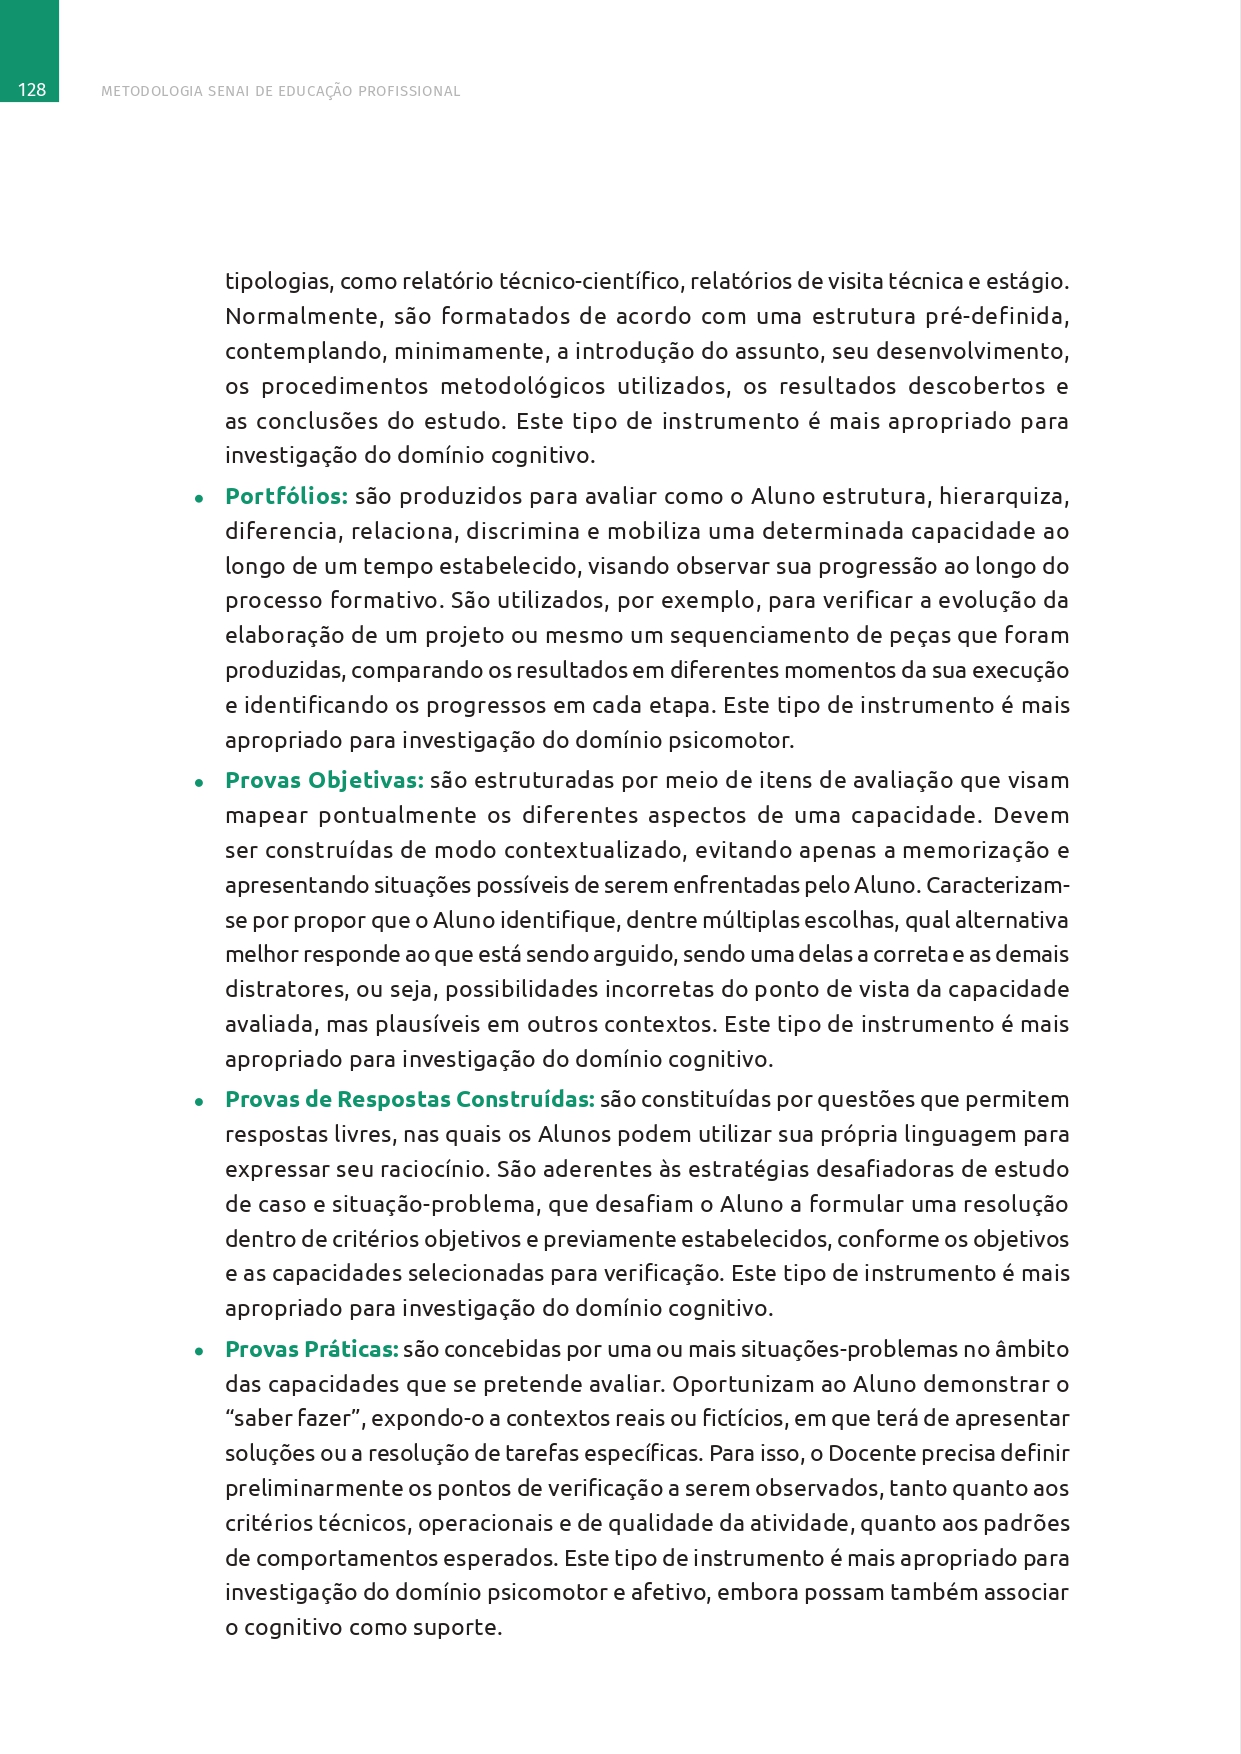 128
METODOLOGIA SENAI DE EDUCAÇÃO PROFISSIONAL
tipologias, como relatório técnico-científico, relatórios de visita técnica e estágio.
Normalmente, são formatados de acordo com uma estrutura pré-definida,
contemplando, minimamente, a introdução do assunto, seu desenvolvimento,
os procedimentos metodológicos utilizados, os resultados descobertos e
as conclusões do estudo. Este tipo de instrumento é mais apropriado para
investigação do domínio cognitivo.
• Portfólios: são produzidos para avaliar como o Aluno estrutura, hierarquiza,
diferencia, relaciona, discrimina e mobiliza uma determinada capacidade ao
longo de um tempo estabelecido, visando observar sua progressão ao longo do
processo formativo. São utilizados, por exemplo, para verificar a evolução da
elaboração de um projeto ou mesmo um sequenciamento de peças que foram
produzidas, comparando os resultados em diferentes momentos da sua execução
e identificando os progressos em cada etapa. Este tipo de instrumento é mais
apropriado para investigação do domínio psicomotor.
• Provas Objetivas: são estruturadas por meio de itens de avaliação que visam
mapear pontualmente os diferentes aspectos de uma capacidade. Devem
ser construídas de modo contextualizado, evitando apenas a memorização e
apresentando situações possíveis de serem enfrentadas pelo Aluno. Caracterizam-
se por propor que o Aluno identifique, dentre múltiplas escolhas, qual alternativa
melhor responde ao que está sendo arguido, sendo uma delas a correta e as demais
distratores, ou seja, possibilidades incorretas do ponto de vista da capacidade
avaliada, mas plausíveis em outros contextos. Este tipo de instrumento é mais
apropriado para investigação do domínio cognitivo.
• Provas de Respostas Construídas: são constituídas por questões que permitem
respostas livres, nas quais os Alunos podem utilizar sua própria linguagem para
expressar seu raciocínio. São aderentes às estratégias desafiadoras de estudo
de caso e situação-problema, que desafiam o Aluno a formular uma resolução
dentro de critérios objetivos e previamente estabelecidos, conforme os objetivos
e as capacidades selecionadas para verificação. Este tipo de instrumento é mais
apropriado para investigação do domínio cognitivo.
• Provas Práticas: são concebidas por uma ou mais situações-problemas no âmbito
das capacidades que se pretende avaliar. Oportunizam ao Aluno demonstrar o
“saber fazer”, expondo-o a contextos reais ou fictícios, em que terá de apresentar
soluções ou a resolução de tarefas específicas. Para isso, o Docente precisa definir
preliminarmente os pontos de verificação a serem observados, tanto quanto aos
critérios técnicos, operacionais e de qualidade da atividade, quanto aos padrões
de comportamentos esperados. Este tipo de instrumento é mais apropriado para
investigação do domínio psicomotor e afetivo, embora possam também associar
o cognitivo como suporte.